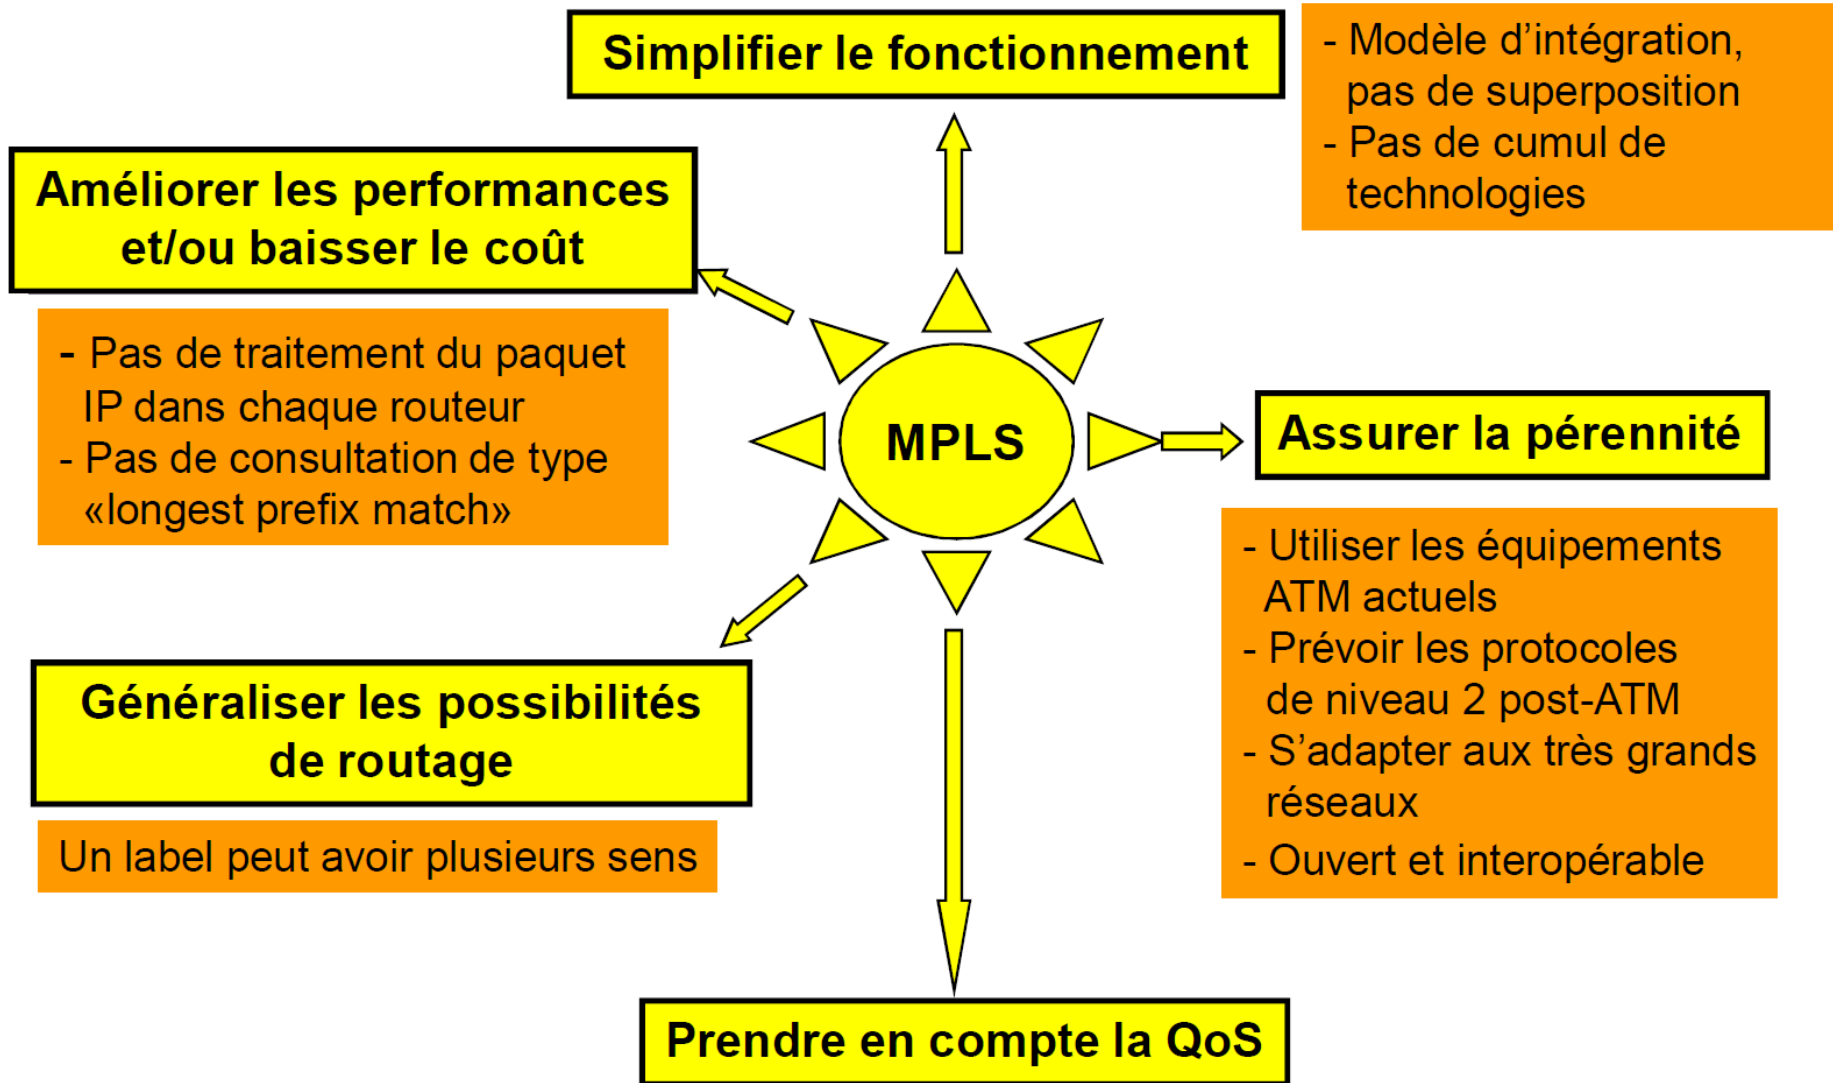 Simplifier le fonctionnement
- Modèle d’intégration,
pas de superposition
- Pas de cumul de
technologies
Améliorer les performances
et/ou baisser le coût
- Pas de traitement du paquet
IP dans chaque routeur
- Pas de consultation de type
«longest prefix match»
MPLS
Assurer la pérennité
- Utiliser les équipements
ATM actuels
- Prévoir les protocoles
de niveau 2 post-ATM
- S’adapter aux très grands
réseaux
- Ouvert et interopérable
Généraliser les possibilités
de routage
Un label peut avoir plusieurs sens
Prendre en compte la QoS